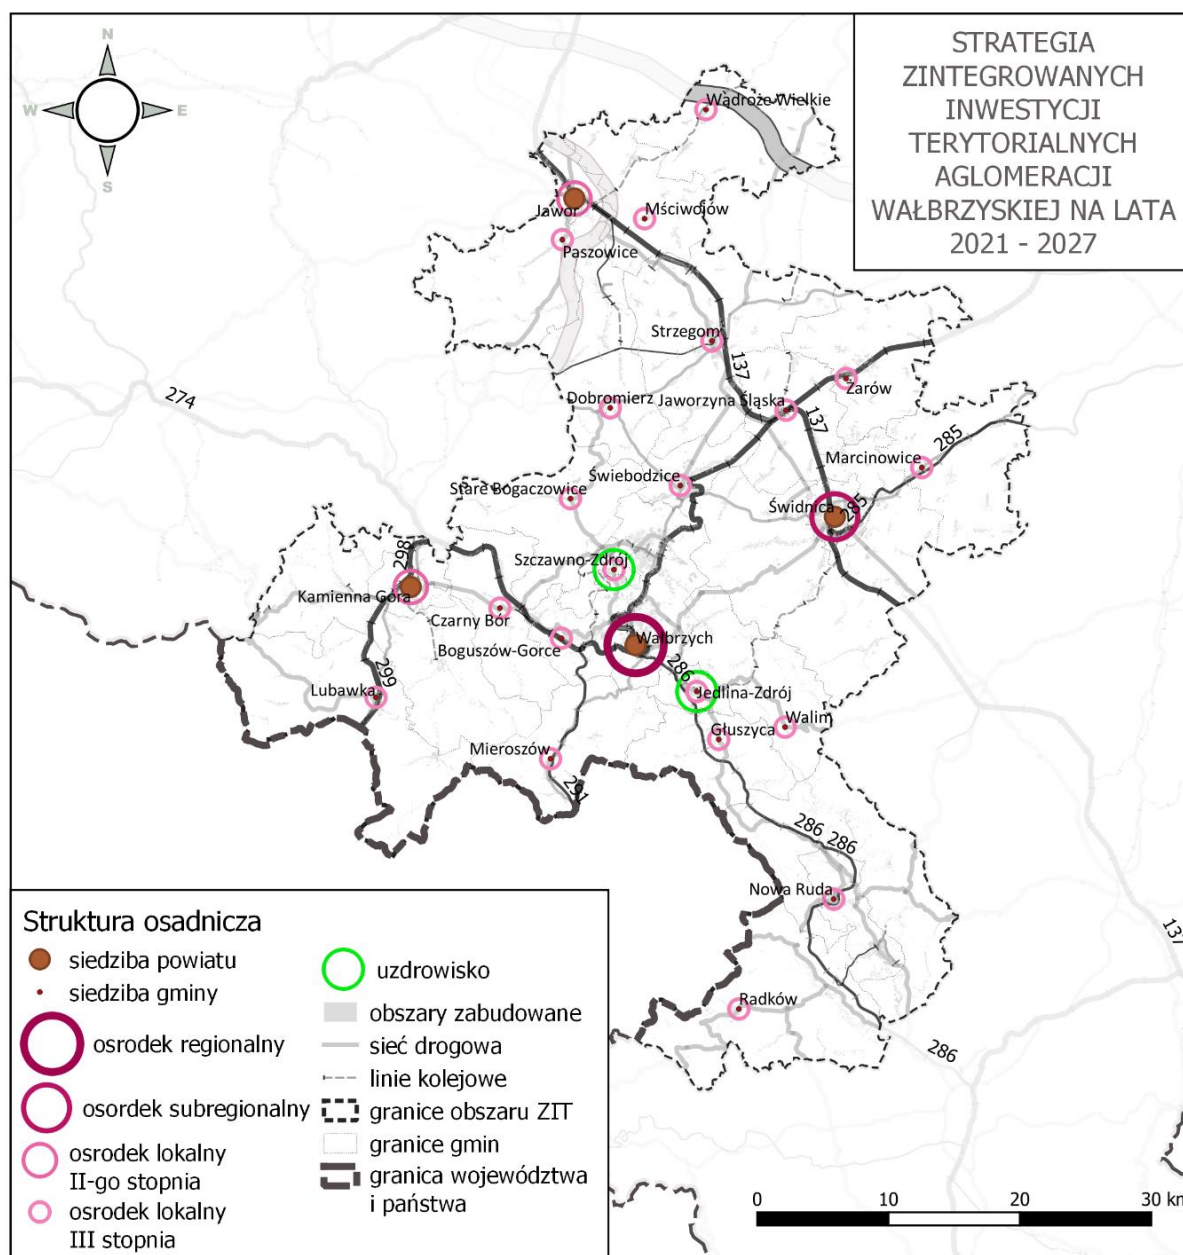 STRATEGIA
ZINTEGROWANYCH
INWESTYCJI
TERYTORIALNYCH
AGLOMERACJI
WAŁBRZYSKIEJ NA LATA
2021 - 2027
N
W
E
S
Wądroże Wielkie
Jawor
Mściwojów
Paszowice
Strzegom
137
274
Dobromierz
Jaworzyna Śląska
Żarów
137
285
Marcinowice
Świebodzice
Stare Bogaczowice
Świdnica
285
Szczawno-Zdrój
298
Kamienna Góra
Czarny Bór
Boguszów-Gorce
Wałbrzych
286
299
Lubawka
Jedlina-Zdrój
Walim
Głuszyca
Mieroszów
291
286
286
Nowa Ruda
137
Radków
286
Struktura osadnicza
siedziba powiatu
siedziba gminy
osrodek regionalny
osordek subregionalny
osrodek lokalny
II-go stopnia
osrodek lokalny
III stopnia
uzdrowisko
obszary zabudowane
sieć drogowa
linie kolejowe
granice obszaru ZIT
granice gmin
granica województwa
i państwa
0 10 20 30 km